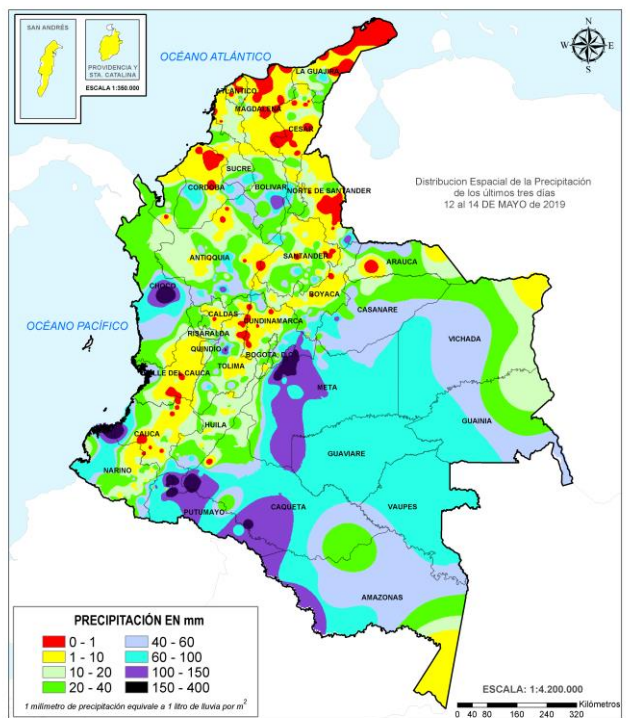 SAN ANDRÉS
PROVIDENCIA Y
STA. CATALINA
ESCALA 1:350.000
OCÉANO ATLÁNTICO
N
W
E
S
LA GUAJIRA
ATLÁNTICO
MAGDALENA
CESAR
SUCRE
CÓRDOBA
BOLIVAR
NORTE DE SANTANDER
Distribucion Espacial de la Precipitación
de los últimos tres días
12 al 14 DE MAYO de 2019
ANTIOQUIA
SANTANDER
ARAUCA
CHOCO
BOYACA
CASANARE
OCÉANO PACÍFICO
CALDAS
CUNDINAMARCA
RISARALDA
VICHADA
QUINDIO
BOGOTA, D.C.
TOLIMA
VALLE DEL CAUCA
META
GUAINIA
CAUCA
HUILA
GUAVIARE
NARIÑO
CAQUETA
VAUPES
PUTUMAYO
AMAZONAS
PRECIPITACIÓN EN mm
0 - 1
40 - 60
1 - 10
60 - 100
10 - 20
100 - 150
20 - 40
150 - 400
1 milimetro de precipitación equivale a 1 litro de lluvia por m²
ESCALA: 1:4.200.000
Kilómetros
0 40 80 160 240 320